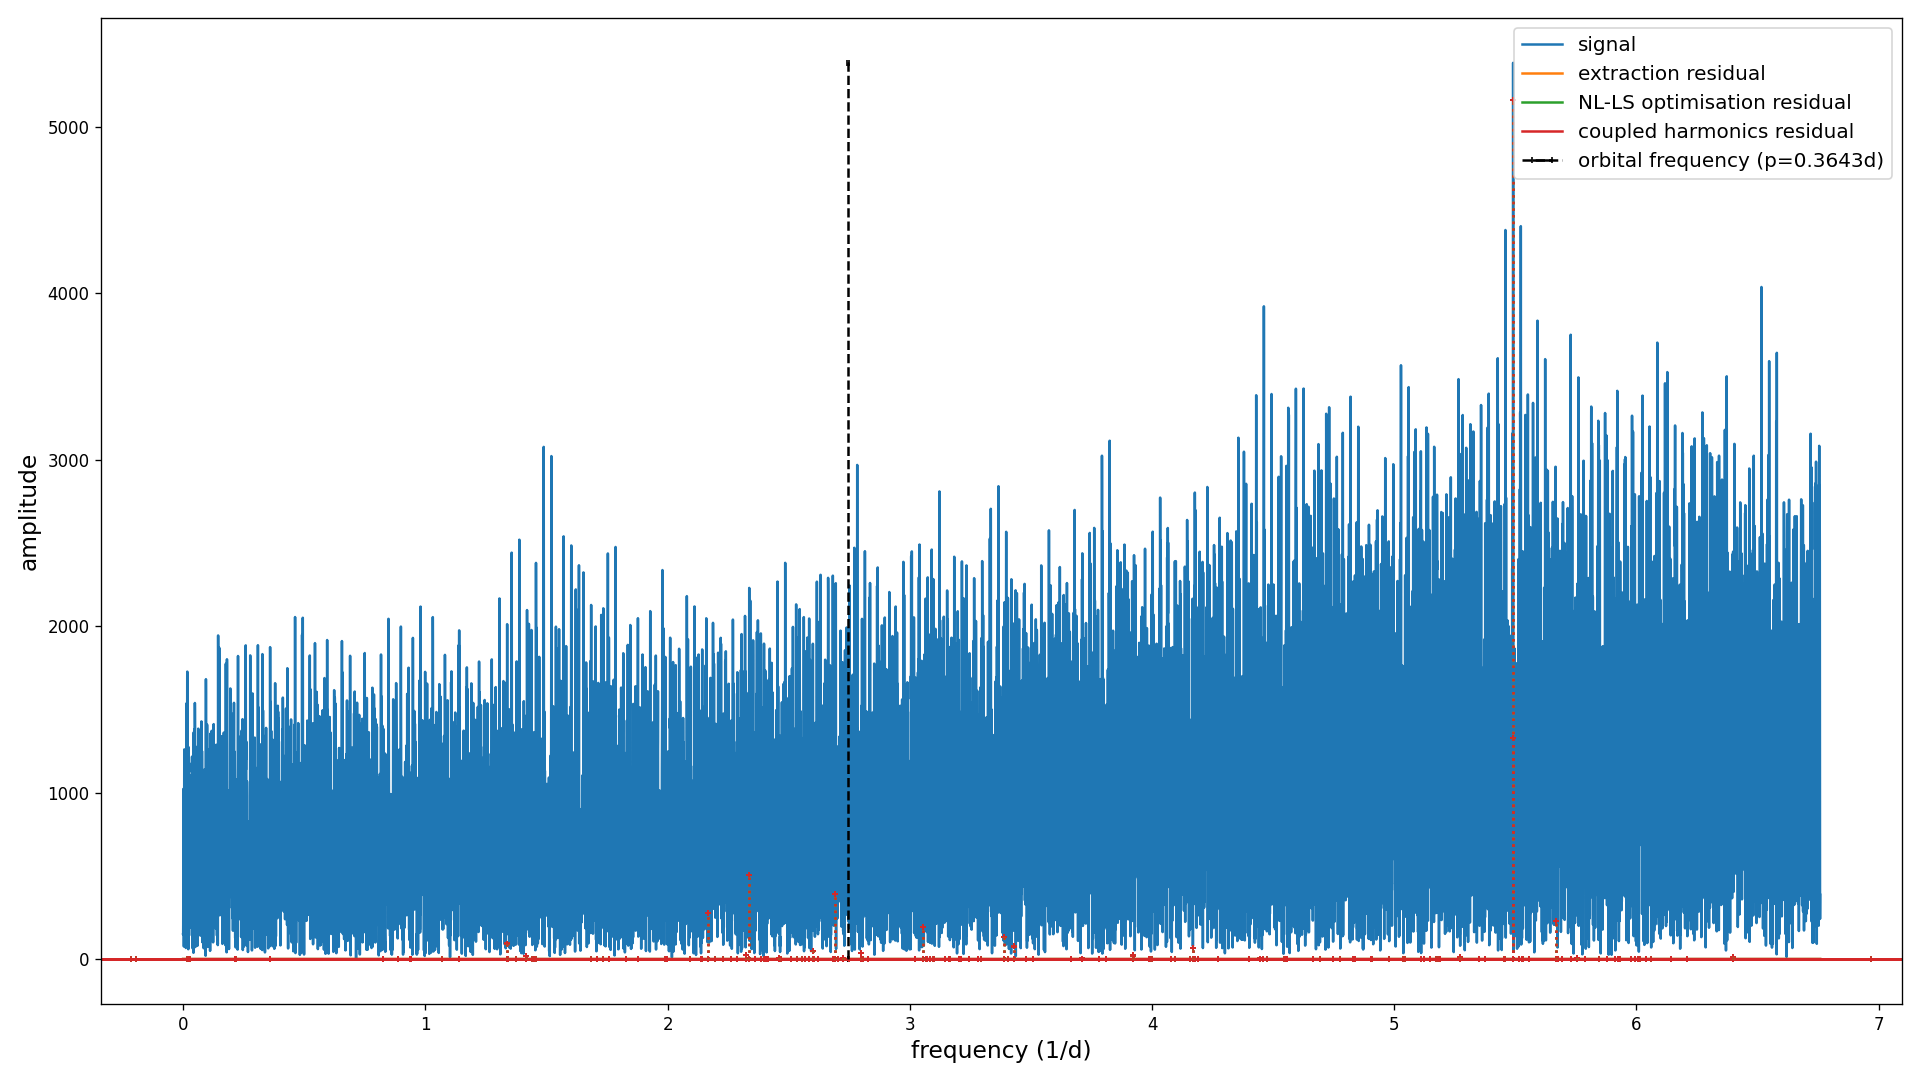 signal
extraction residual
NL-LS optimisation residual
coupled harmonics residual
orbital frequency (p=0.3643d)
amplitude
5000
4000
3000
2000
1000
0
0 1 2 3 4 5 6 7
frequency (1/d)